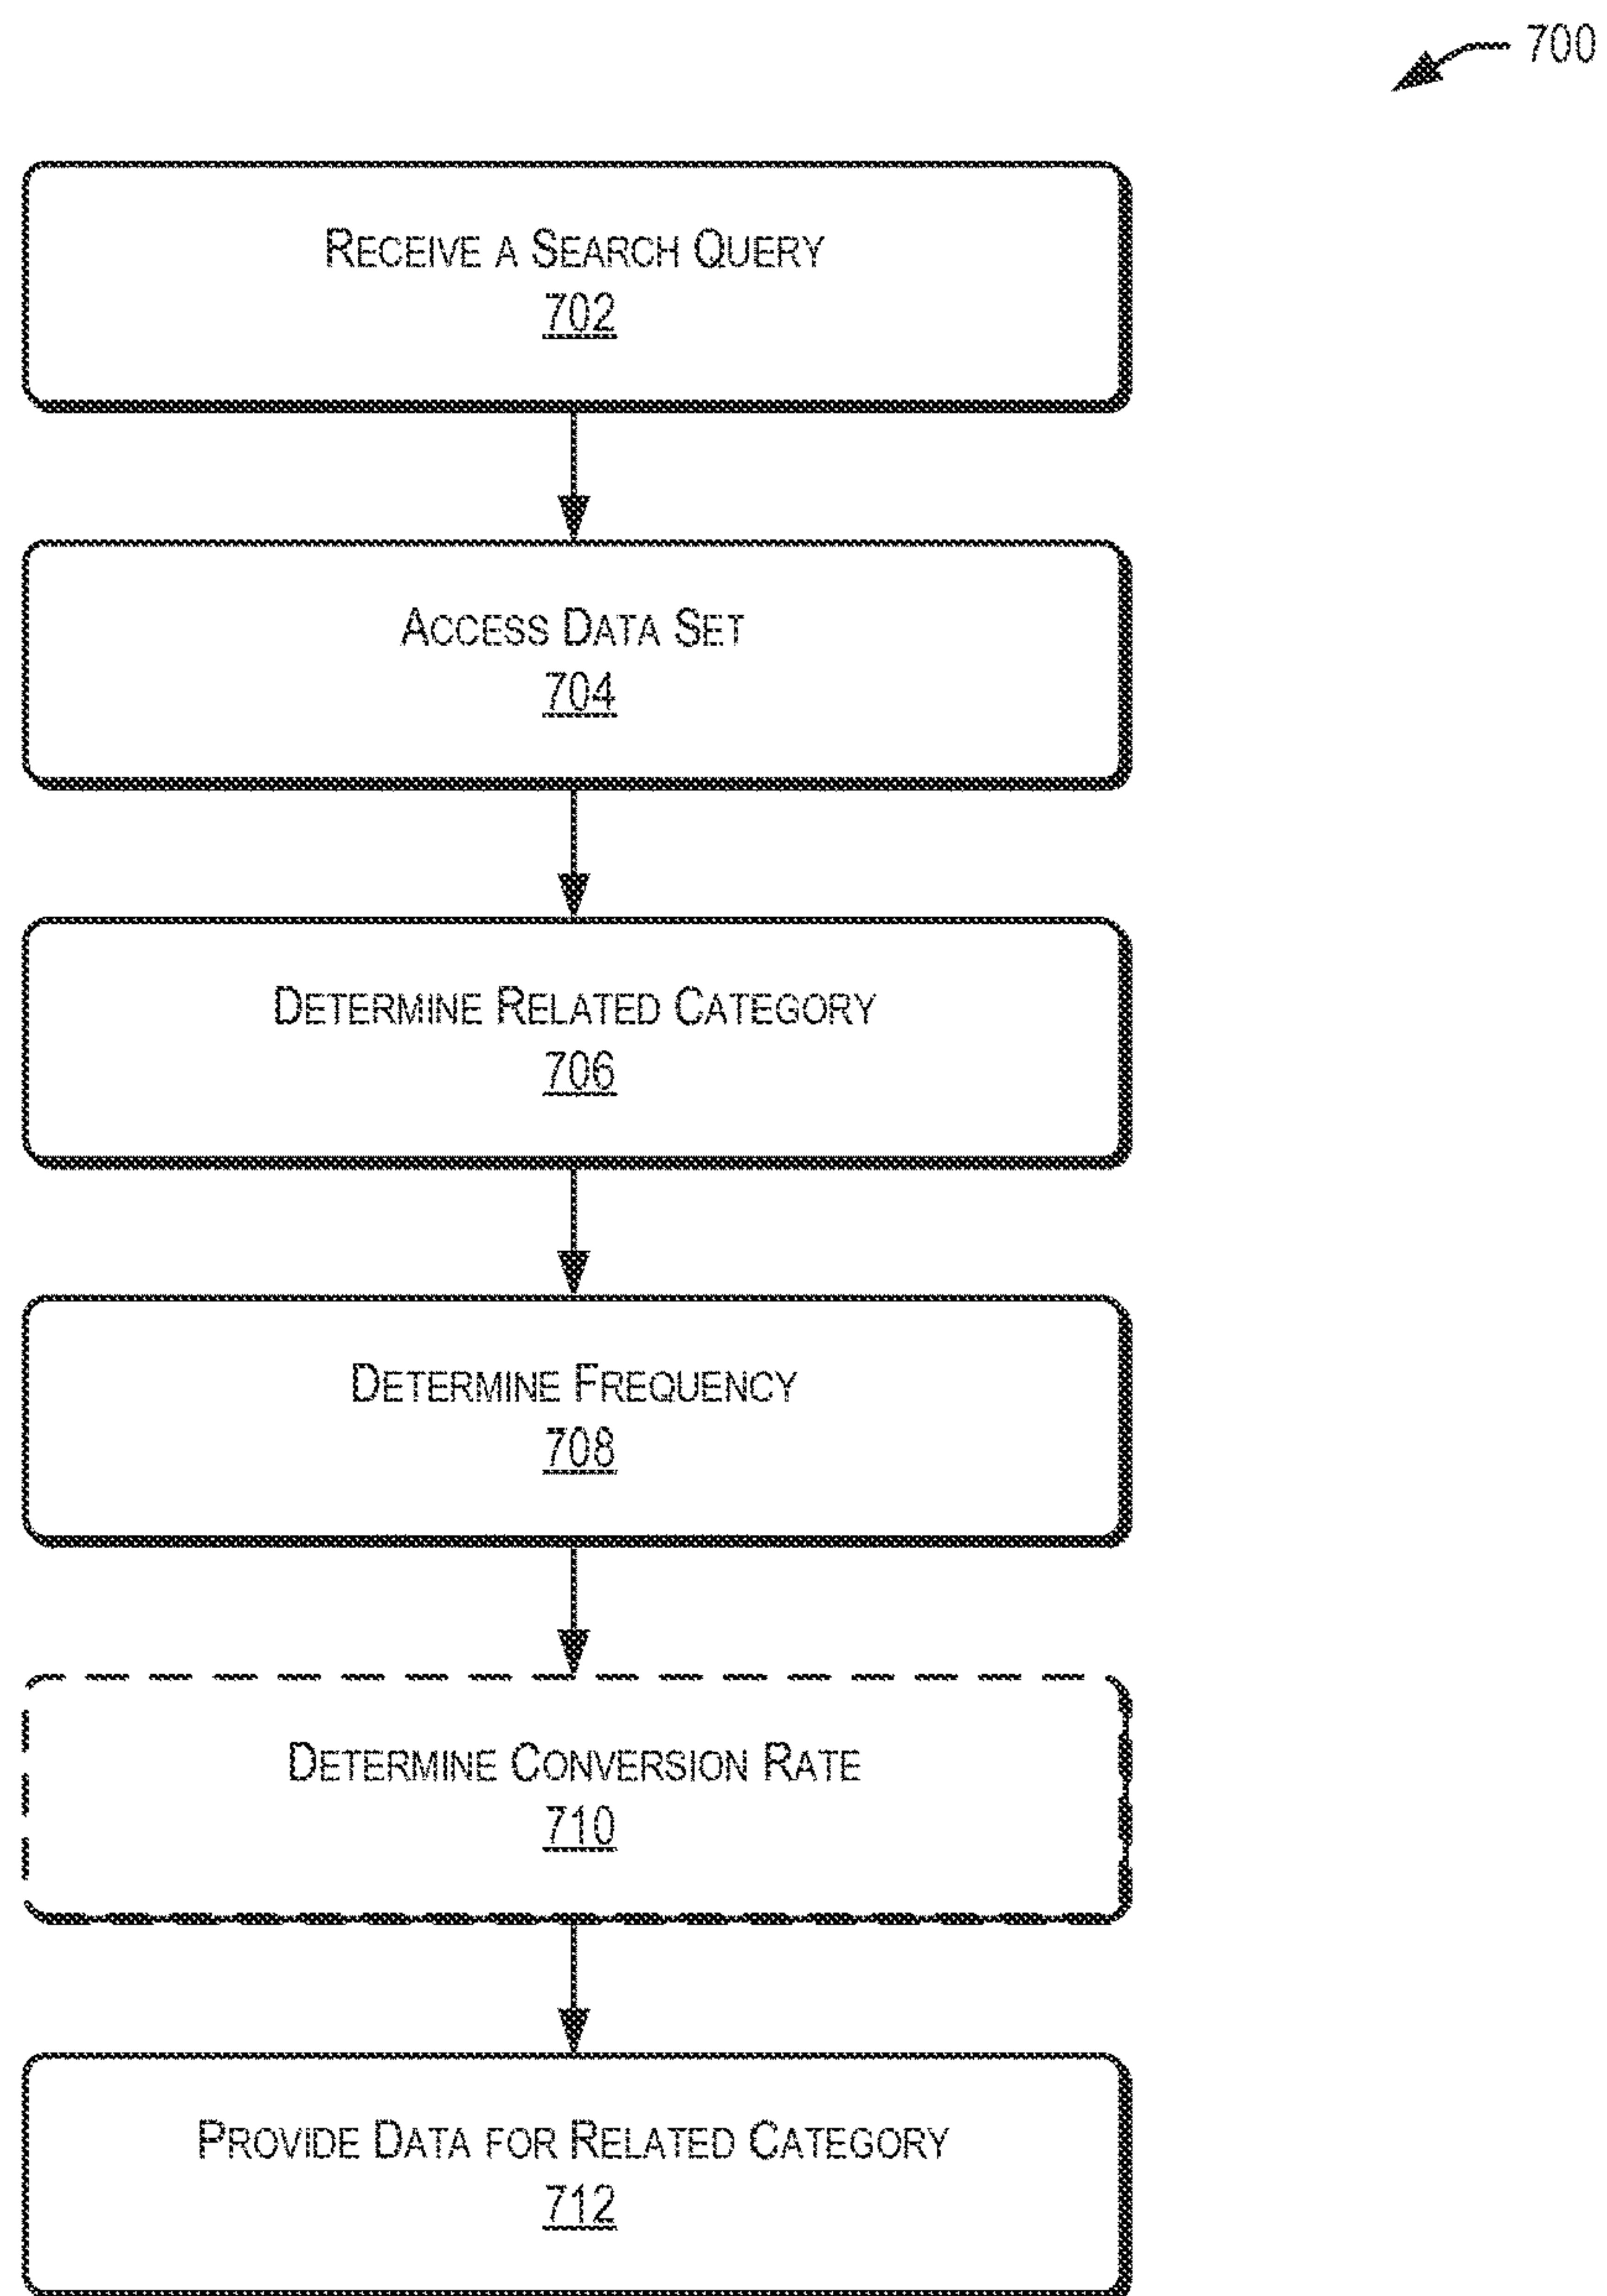 700
RECEIVE A SEARCH QUERY
702
ACCESS DATA SET
704
DETERMINE RELATED CATEGORY
706
DETERMINE FREQUENCY
708
DETERMINE CONVERSION RATE
710
PROVIDE DATA FOR RELATED CATEGORY
712